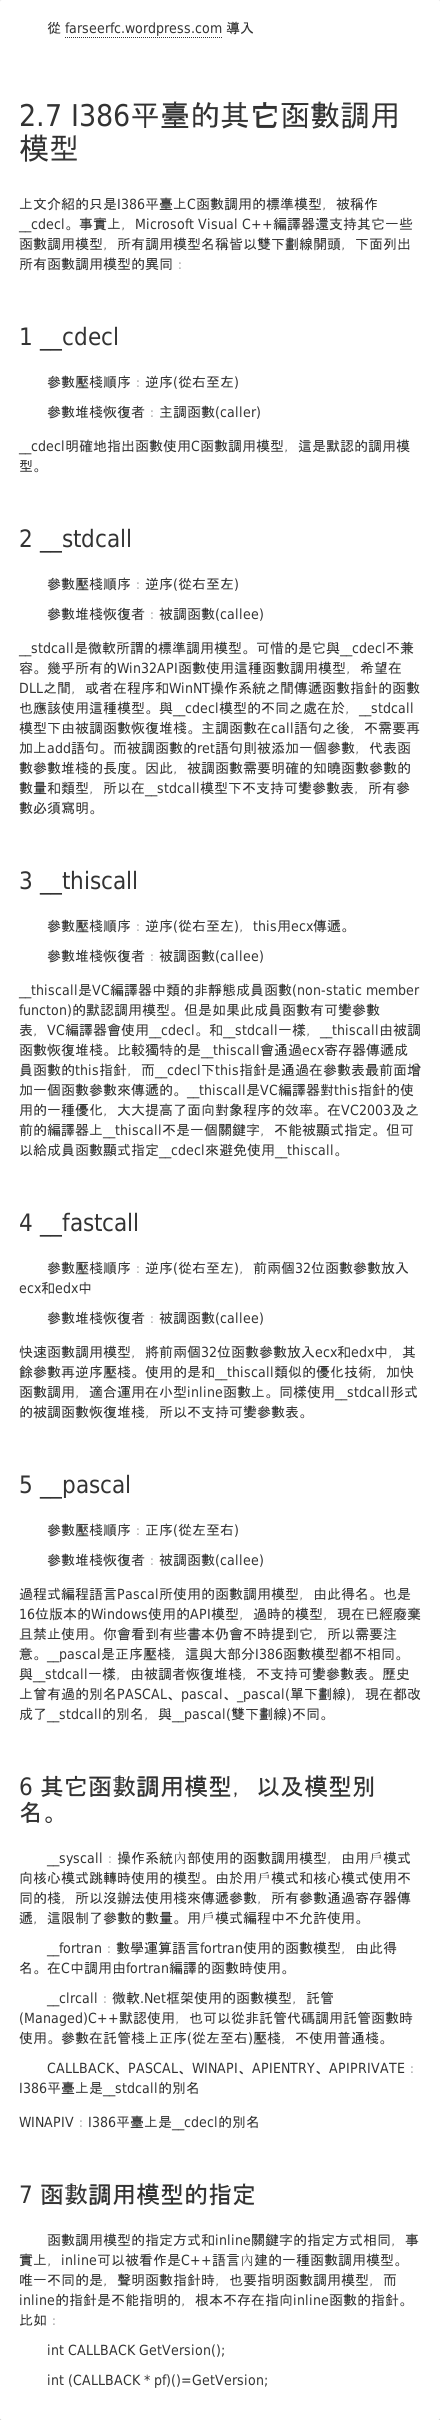 從 farseerfc.wordpress.com 導入
2.7 I386平臺的其它函數調用
模型
上文介紹的只是I386平臺上C函數調用的標準模型，被稱作
__cdecl。事實上，Microsoft Visual C++編譯器還支持其它一些
函數調用模型，所有調用模型名稱皆以雙下劃線開頭，下面列出
所有函數調用模型的異同：
1 __cdecl
參數壓棧順序：逆序(從右至左)
參數堆棧恢復者：主調函數(caller)
__cdecl明確地指出函數使用C函數調用模型，這是默認的調用模
型。
2 __stdcall
參數壓棧順序：逆序(從右至左)
參數堆棧恢復者：被調函數(callee)
__stdcall是微軟所謂的標準調用模型。可惜的是它與__cdecl不兼
容。幾乎所有的Win32API函數使用這種函數調用模型，希望在
DLL之間，或者在程序和WinNT操作系統之間傳遞函數指針的函數
也應該使用這種模型。與__cdecl模型的不同之處在於，__stdcall
模型下由被調函數恢復堆棧。主調函數在call語句之後，不需要再
加上add語句。而被調函數的ret語句則被添加一個參數，代表函
數參數堆棧的長度。因此，被調函數需要明確的知曉函數參數的
數量和類型，所以在__stdcall模型下不支持可變參數表，所有參
數必須寫明。
3 __thiscall
參數壓棧順序：逆序(從右至左)，this用ecx傳遞。
參數堆棧恢復者：被調函數(callee)
__thiscall是VC編譯器中類的非靜態成員函數(non-static member
functon)的默認調用模型。但是如果此成員函數有可變參數
表，VC編譯器會使用__cdecl。和__stdcall一樣，__thiscall由被調
函數恢復堆棧。比較獨特的是__thiscall會通過ecx寄存器傳遞成
員函數的this指針，而__cdecl下this指針是通過在參數表最前面增
加一個函數參數來傳遞的。__thiscall是VC編譯器對this指針的使
用的一種優化，大大提高了面向對象程序的效率。在VC2003及之
前的編譯器上__thiscall不是一個關鍵字，不能被顯式指定。但可
以給成員函數顯式指定__cdecl來避免使用__thiscall。
4 __fastcall
參數壓棧順序：逆序(從右至左)，前兩個32位函數參數放入
ecx和edx中
參數堆棧恢復者：被調函數(callee)
快速函數調用模型，將前兩個32位函數參數放入ecx和edx中，其
餘參數再逆序壓棧。使用的是和__thiscall類似的優化技術，加快
函數調用，適合運用在小型inline函數上。同樣使用__stdcall形式
的被調函數恢復堆棧，所以不支持可變參數表。
5 __pascal
參數壓棧順序：正序(從左至右)
參數堆棧恢復者：被調函數(callee)
過程式編程語言Pascal所使用的函數調用模型，由此得名。也是
16位版本的Windows使用的API模型，過時的模型，現在已經廢棄
且禁止使用。你會看到有些書本仍會不時提到它，所以需要注
意。__pascal是正序壓棧，這與大部分I386函數模型都不相同。
與__stdcall一樣，由被調者恢復堆棧，不支持可變參數表。歷史
上曾有過的別名PASCAL、pascal、_pascal(單下劃線)，現在都改
成了__stdcall的別名，與__pascal(雙下劃線)不同。
6 其它函數調用模型，以及模型別
名。
__syscall：操作系統內部使用的函數調用模型，由用戶模式
向核心模式跳轉時使用的模型。由於用戶模式和核心模式使用不
同的棧，所以沒辦法使用棧來傳遞參數，所有參數通過寄存器傳
遞，這限制了參數的數量。用戶模式編程中不允許使用。
__fortran：數學運算語言fortran使用的函數模型，由此得
名。在C中調用由fortran編譯的函數時使用。
__clrcall：微軟.Net框架使用的函數模型，託管
(Managed)C++默認使用，也可以從非託管代碼調用託管函數時
使用。參數在託管棧上正序(從左至右)壓棧，不使用普通棧。
CALLBACK、PASCAL、WINAPI、APIENTRY、APIPRIVATE：
I386平臺上是__stdcall的別名
WINAPIV：I386平臺上是__cdecl的別名
7 函數調用模型的指定
函數調用模型的指定方式和inline關鍵字的指定方式相同，事
實上，inline可以被看作是C++語言內建的一種函數調用模型。
唯一不同的是，聲明函數指針時，也要指明函數調用模型，而
inline的指針是不能指明的，根本不存在指向inline函數的指針。
比如：
int CALLBACK GetVersion();
int (CALLBACK * pf)()=GetVersion;